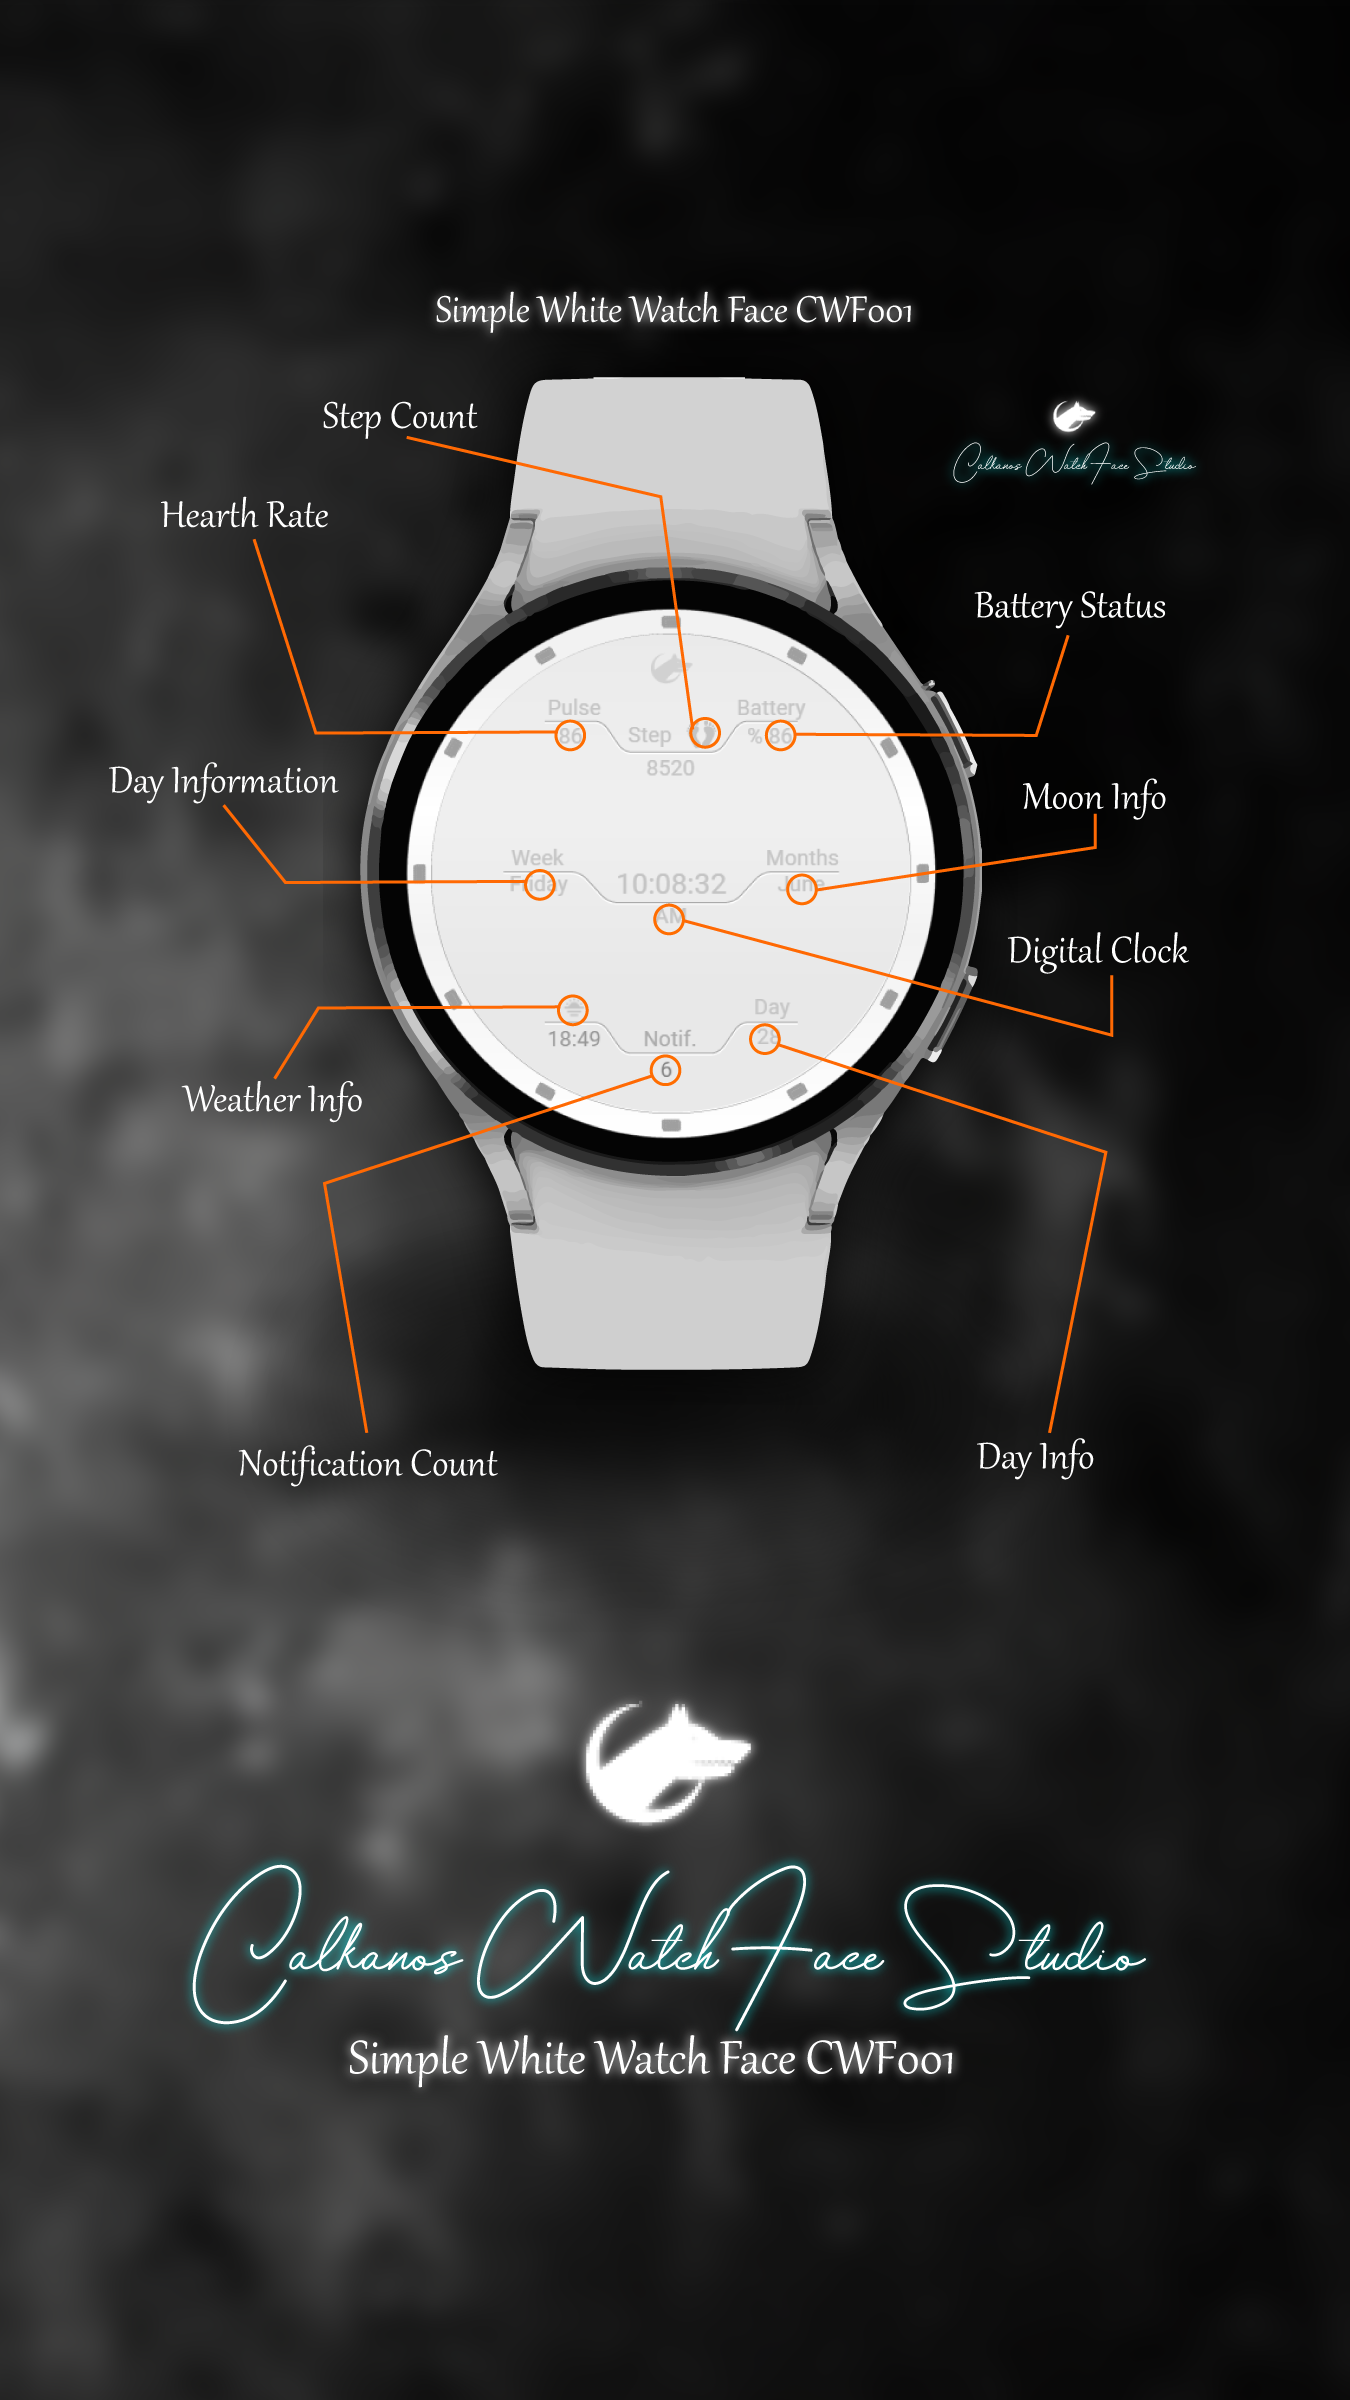 Simple White Watch Face CWF001
Step Count
Calkanos Watch Face Studio
Hearth Rate
Battery Status
Pulse
Battery
86
Step
% 86
8520
Day Information
Moon Info
Week
Months
Friday
10:08:32
June
AM
Digital Clock
Day
18:49
Notif.
28
6
Weather Info
Notification Count
Day Info
Calkanos Watch Face Studio
Simple White Watch Face CWF001